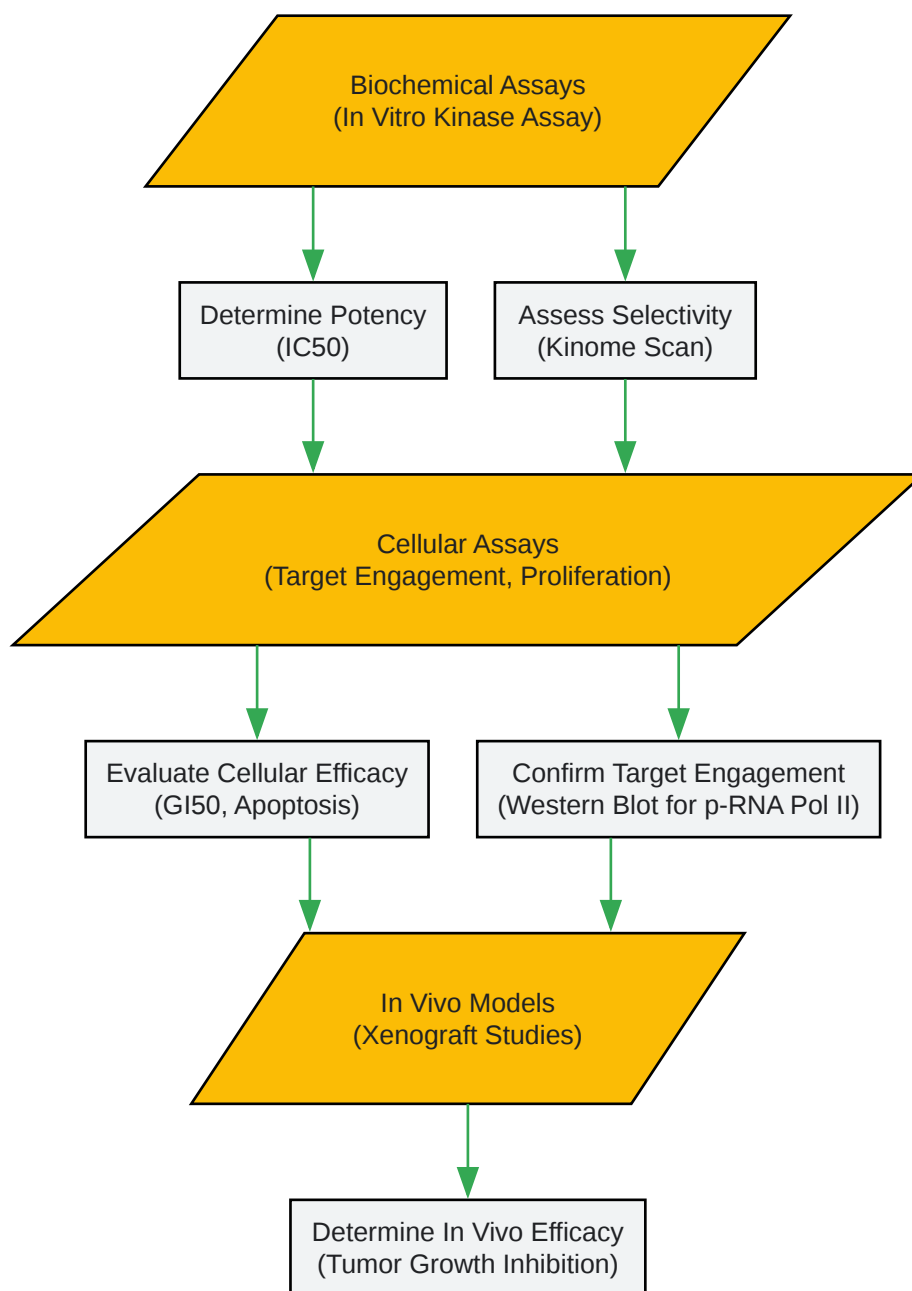 Biochemical Assays
(In Vitro Kinase Assay)
Determine Potency
(IC50)
Assess Selectivity
(Kinome Scan)
Cellular Assays
(Target Engagement, Proliferation)
Evaluate Cellular Efficacy
(GI50, Apoptosis)
Confirm Target Engagement
(Western Blot for p-RNA Pol II)
In Vivo Models
(Xenograft Studies)
Determine In Vivo Efficacy
(Tumor Growth Inhibition)